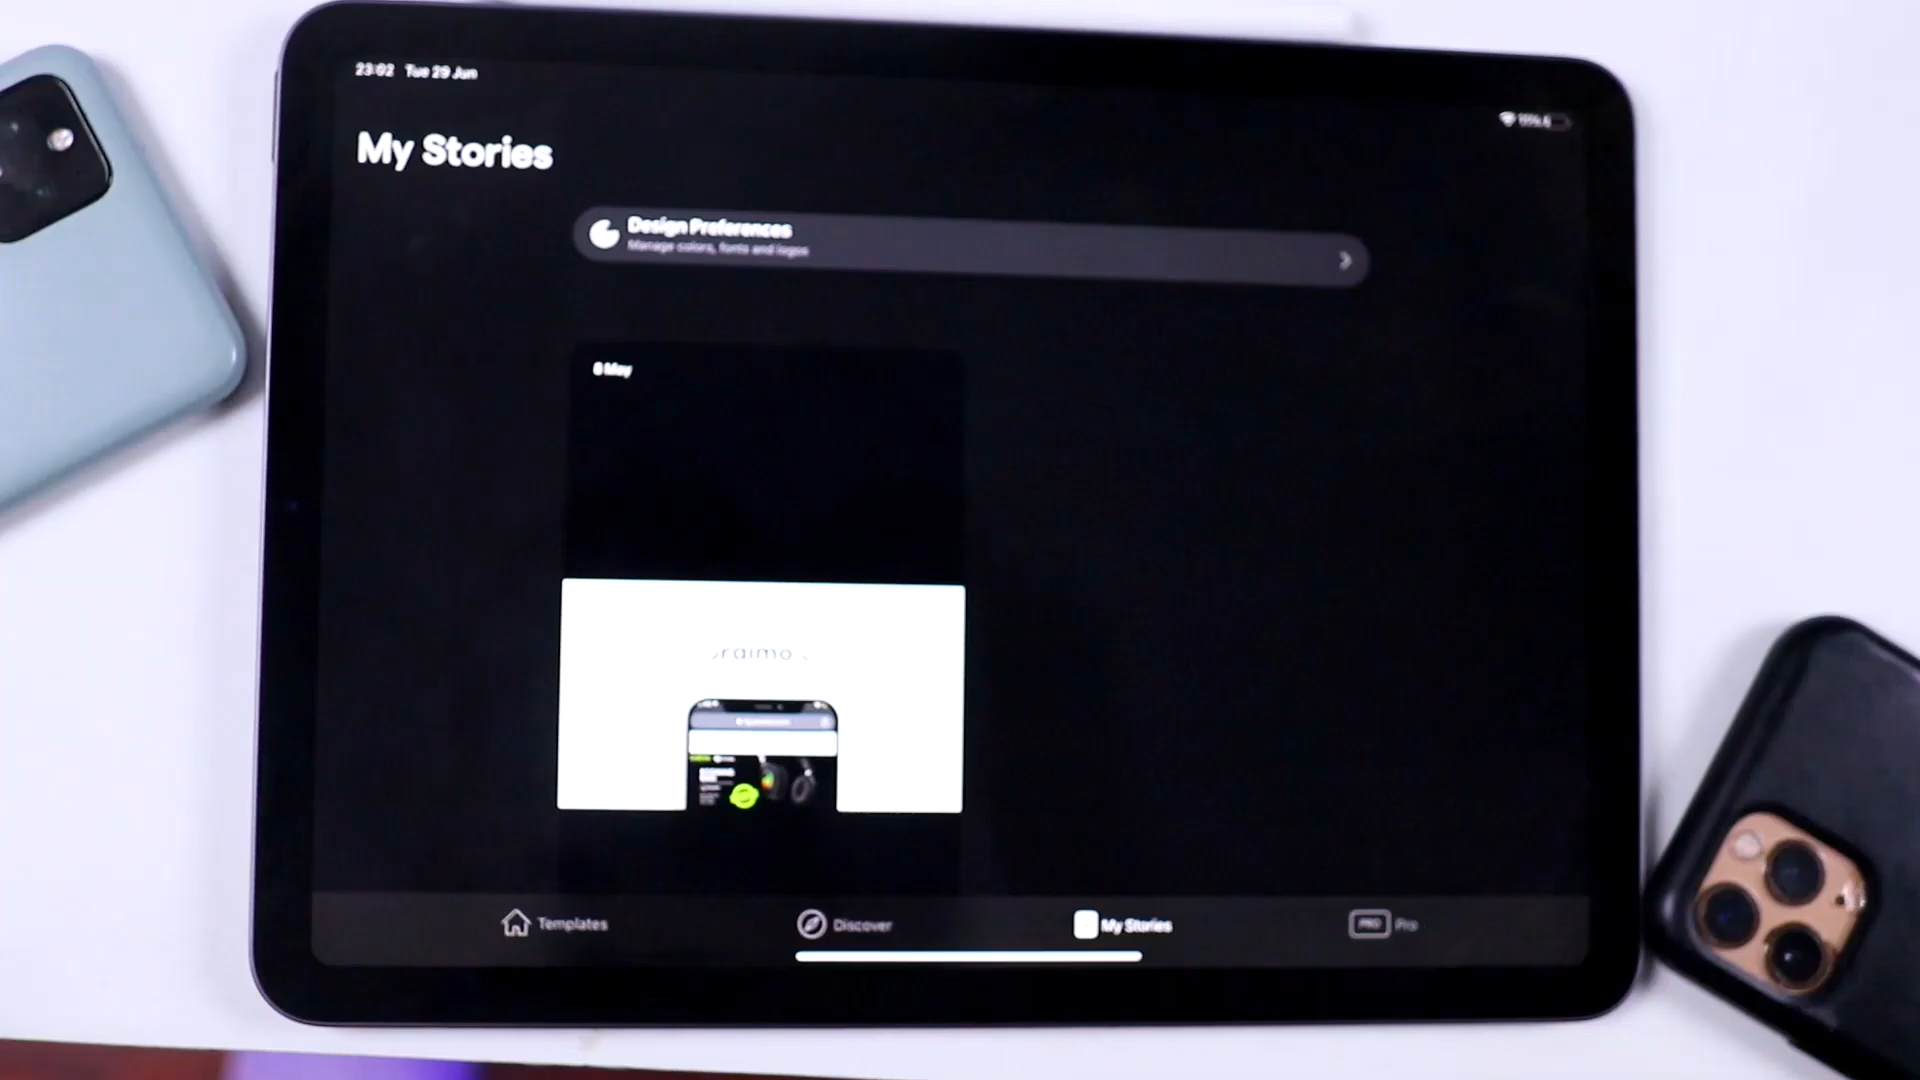 23:02 Tue 29 Jun
My Stories
Design Preferences
Manage colors, fonts and logos
raimo
Templates
Discover
My Stories
PRO Pro